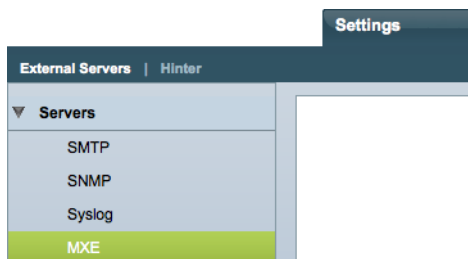 Settings
External Servers | Hinter
Servers
SMTP
SNMP
Syslog
MXE